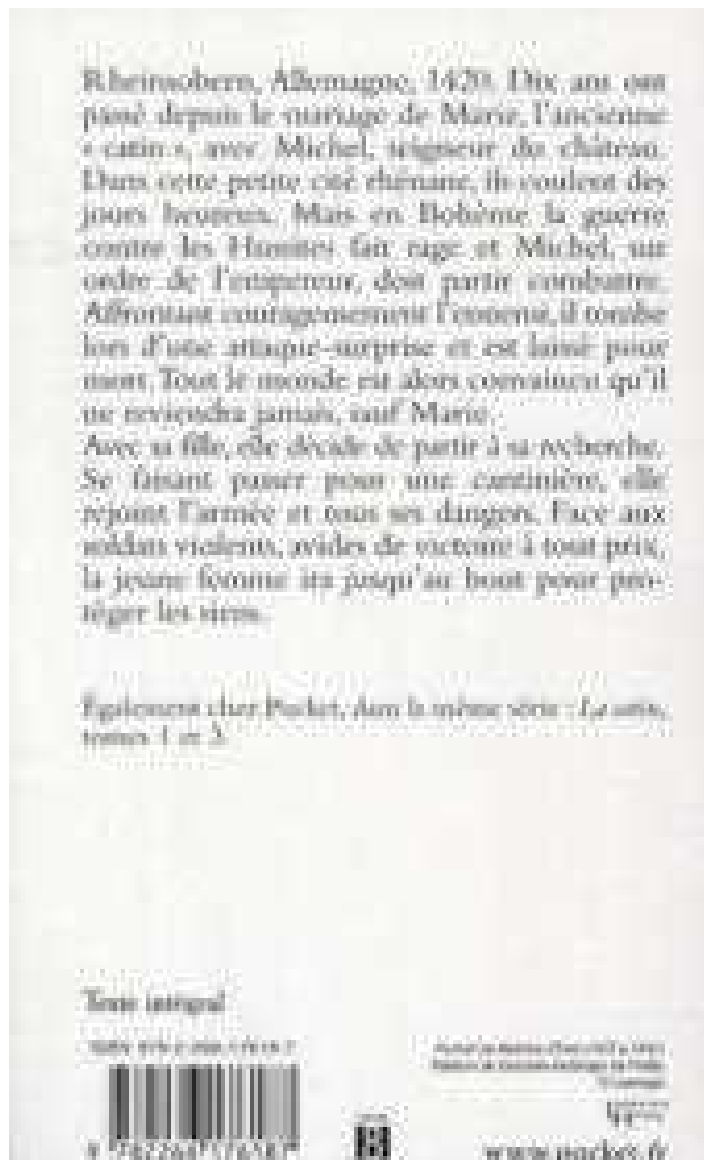 Rheinsobern, Allemagne, 1420. Dix ans ont
passé depuis le mariage de Marie, l'ancienne
« catin », avec Michel, seigneur du château.
Dans cette petite cité rhénane, ils coulent des
jours heureux. Mais en Bohême la guerre
contre les Hussites fait rage et Michel, sur
ordre de l'empereur, doit partir combattre.
Affrontant courageusement l'ennemi, il tombe
lors d'une attaque-surprise et est laissé pour
mort. Tout le monde est alors convaincu qu'il
ne reviendra jamais, sauf Marie.
Avec sa fille, elle décide de partir à sa recherche.
Se faisant passer pour une cantinière, elle
rejoint l'armée et tous ses dangers. Face aux
soldats violents, avides de victoire à tout prix,
la jeune femme ira jusqu'au bout pour pro-
téger les siens.
Également chez Pocket, dans la même série : La catin,
tomes 1 et 3.
Texte intégral
www.pocket.fr